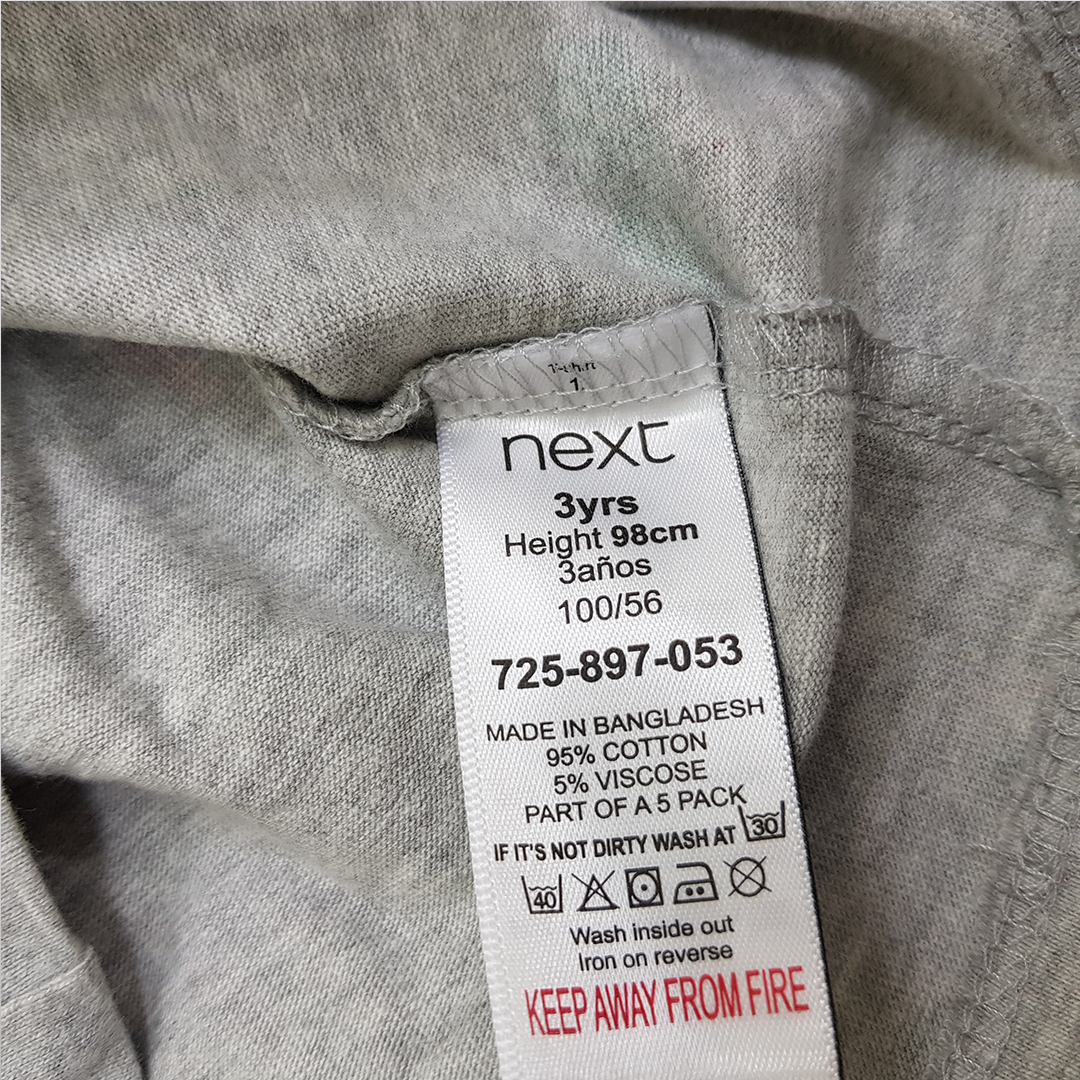 T-shirt
1
next
3yrs
Height 98cm
3años
100/56
725-897-053
MADE IN BANGLADESH
95% COTTON
5% VISCOSE
PART OF A 5 PACK
IF IT'S NOT DIRTY WASH AT 30
40
Wash inside out
Iron on reverse
KEEP AWAY FROM FIRE